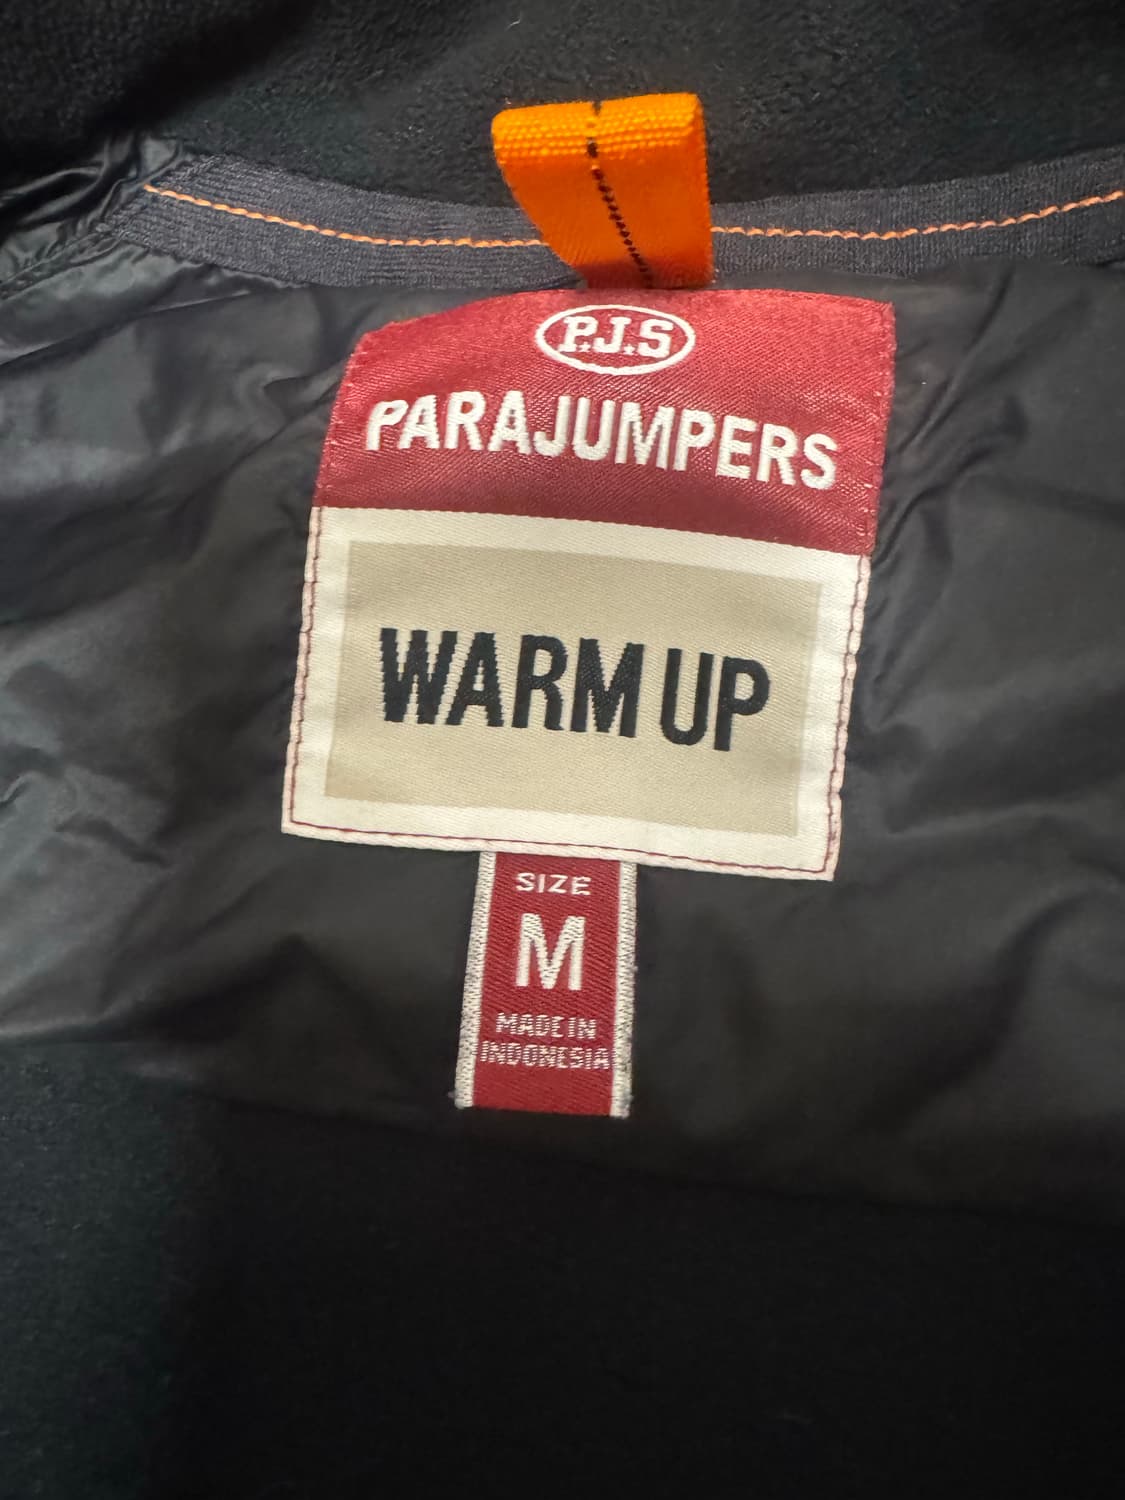 P.J.S
PARAJUMPERS
WARM UP
SIZE
M
MADE IN
INDONESIA